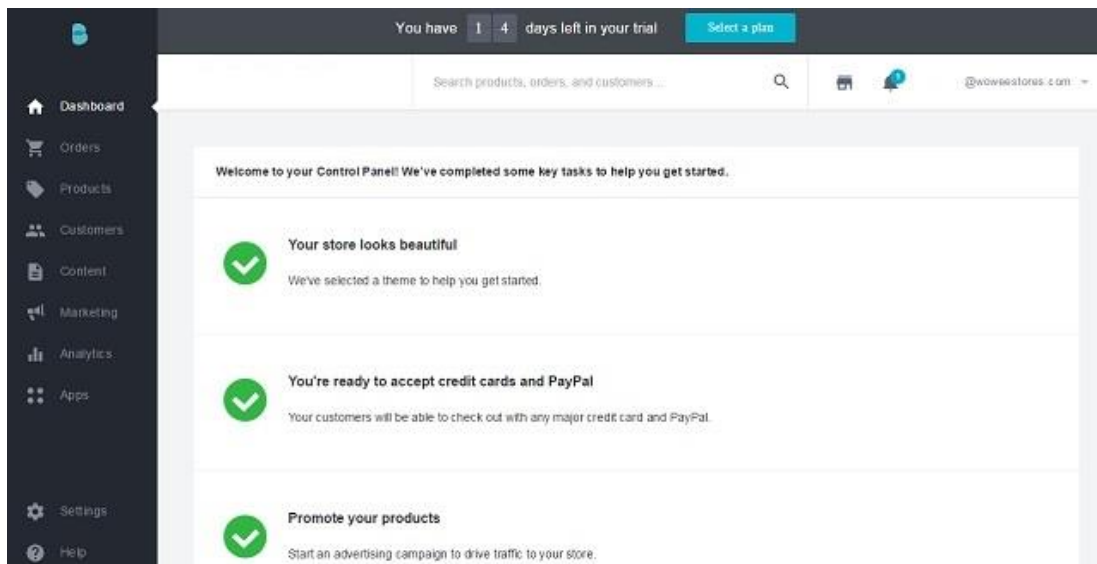 You have 1 4 days left in your trial Select a plan
Search products, orders, and customers...
@woweestores.com
Dashboard
Orders
Products
Customers
Content
Marketing
Analytics
Apps
Settings
Help
Welcome to your Control Panel! We've completed some key tasks to help you get started.
Your store looks beautiful
We've selected a theme to help you get started.
You're ready to accept credit cards and PayPal
Your customers will be able to check out with any major credit card and PayPal.
Promote your products
Start an advertising campaign to drive traffic to your store.